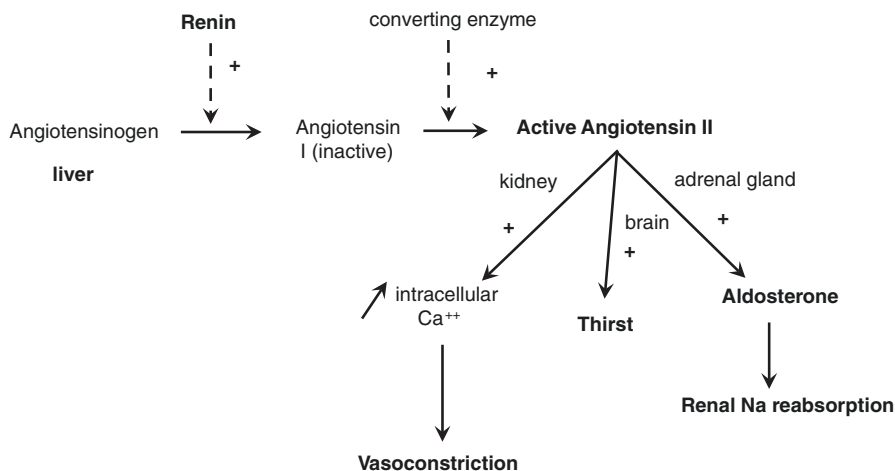 Renin
converting enzyme
+
+
Angiotensinogen
Angiotensin
I (inactive)
Active Angiotensin II
liver
kidney
adrenal gland
+
brain
+
+
intracellular
Ca++
Thirst
Aldosterone
Renal Na reabsorption
Vasoconstriction